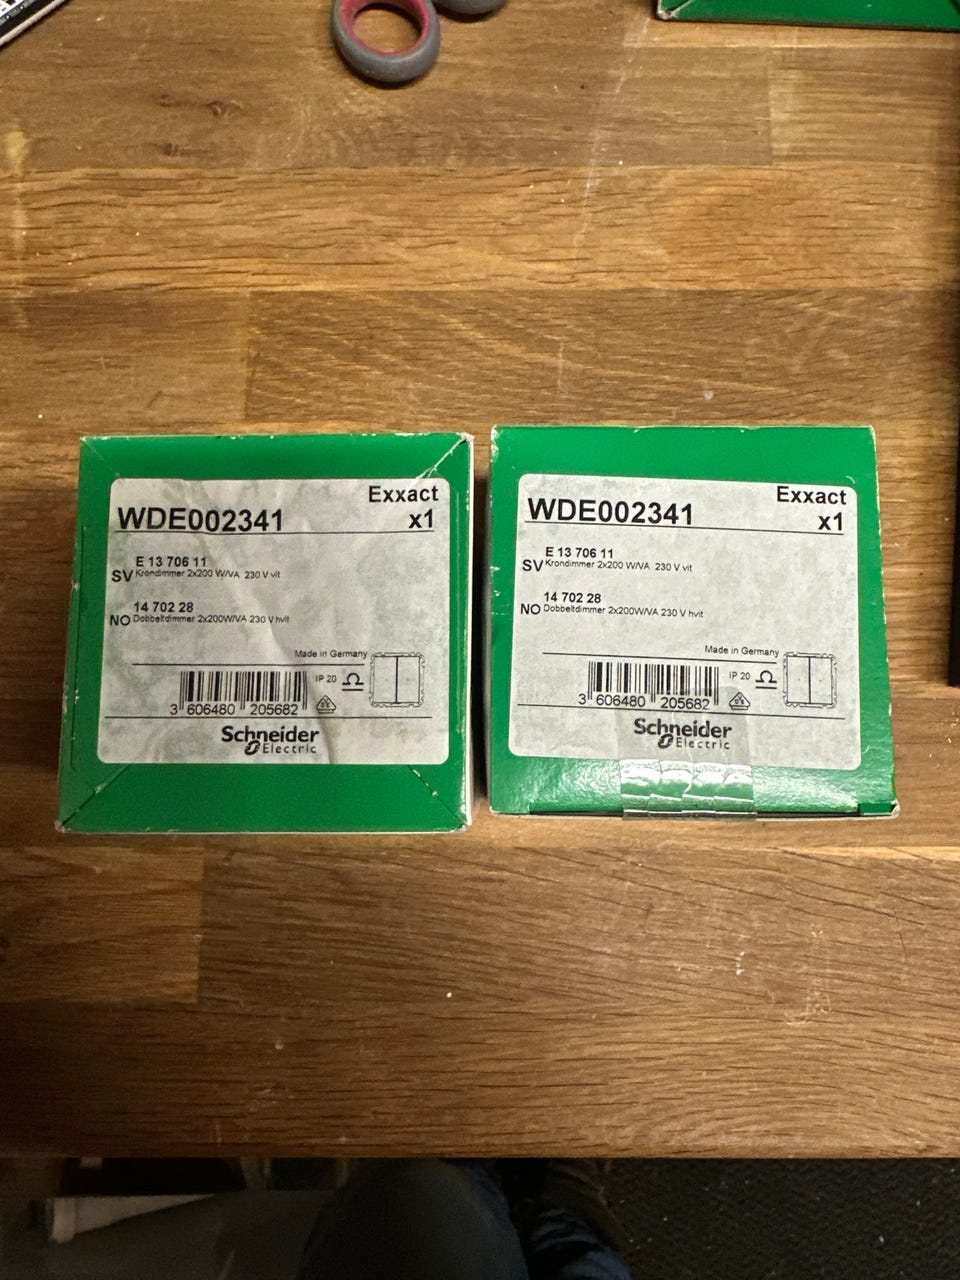 Exxact
WDE002341
x1
E 13 706 11
SV Krondimmer 2x200 W/VA 230 V vit
14 702 28
NO Dobbeltdimmer 2x200W/VA 230 V hvit
Made in Germany
IP 20
3 606480 205682
Schneider
Electric
Exxact
WDE002341
x1
E 13 706 11
SV Krondimmer 2x200 W/VA 230 V vit
14 702 28
NO Dobbeltdimmer 2x200W/VA 230 V hvit
Made in Germany
IP 20
3 606480 205682
Schneider
Electric